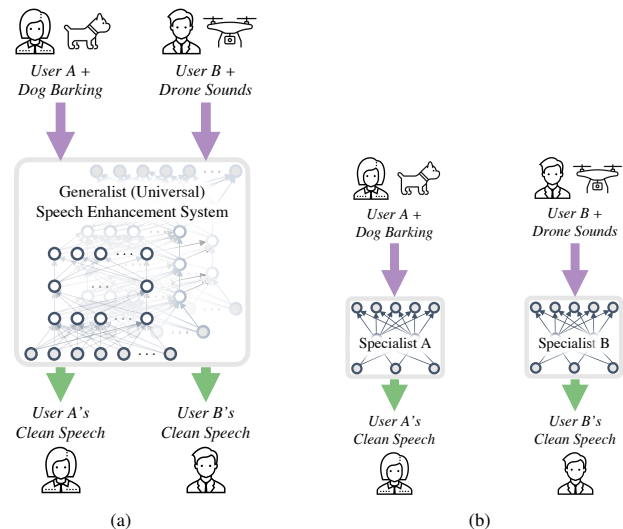 User A +
Dog Barking
User B +
Drone Sounds
Generalist (Universal)
Speech Enhancement System
. . .
. . .
. . .
. . .
User A's
Clean Speech
User B's
Clean Speech
(a)
User A +
Dog Barking
User B +
Drone Sounds
Specialist A
Specialist B
User A's
Clean Speech
User B's
Clean Speech
(b)